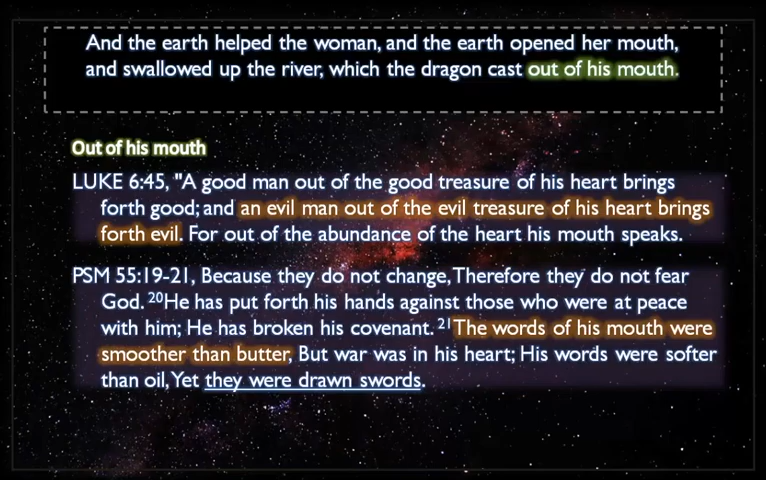 And the earth helped the woman, and the earth opened her mouth,
and swallowed up the river, which the dragon cast out of his mouth.
Out of his mouth
LUKE 6:45, "A good man out of the good treasure of his heart brings
forth good; and an evil man out of the evil treasure of his heart brings
forth evil. For out of the abundance of the heart his mouth speaks.
PSM 55:19-21, Because they do not change, Therefore they do not fear
God. 20He has put forth his hands against those who were at peace
with him; He has broken his covenant. 21The words of his mouth were
smoother than butter, But war was in his heart; His words were softer
than oil, Yet they were drawn swords.